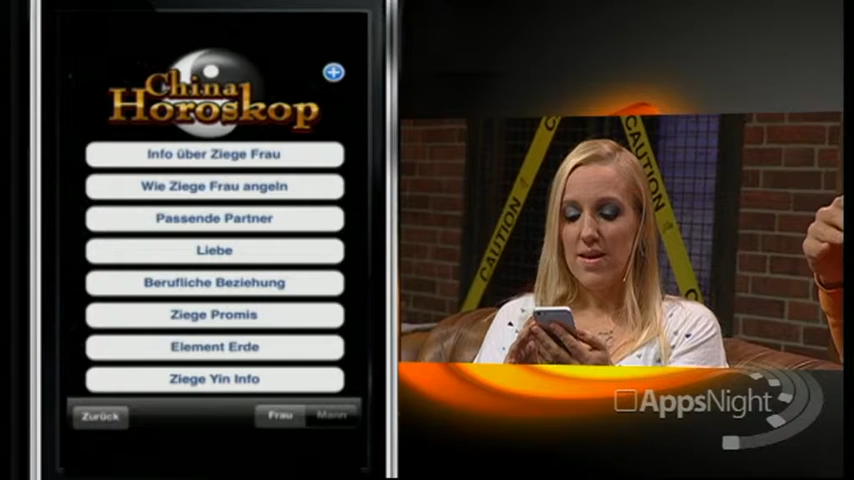 China
Horoskop
Info über Ziege Frau
Wie Ziege Frau angeln
Passende Partner
Liebe
Berufliche Beziehung
Ziege Promis
Element Erde
Ziege Yin Info
Zurück
Frau
Mann
CAUTION
CAUTION
AppsNight